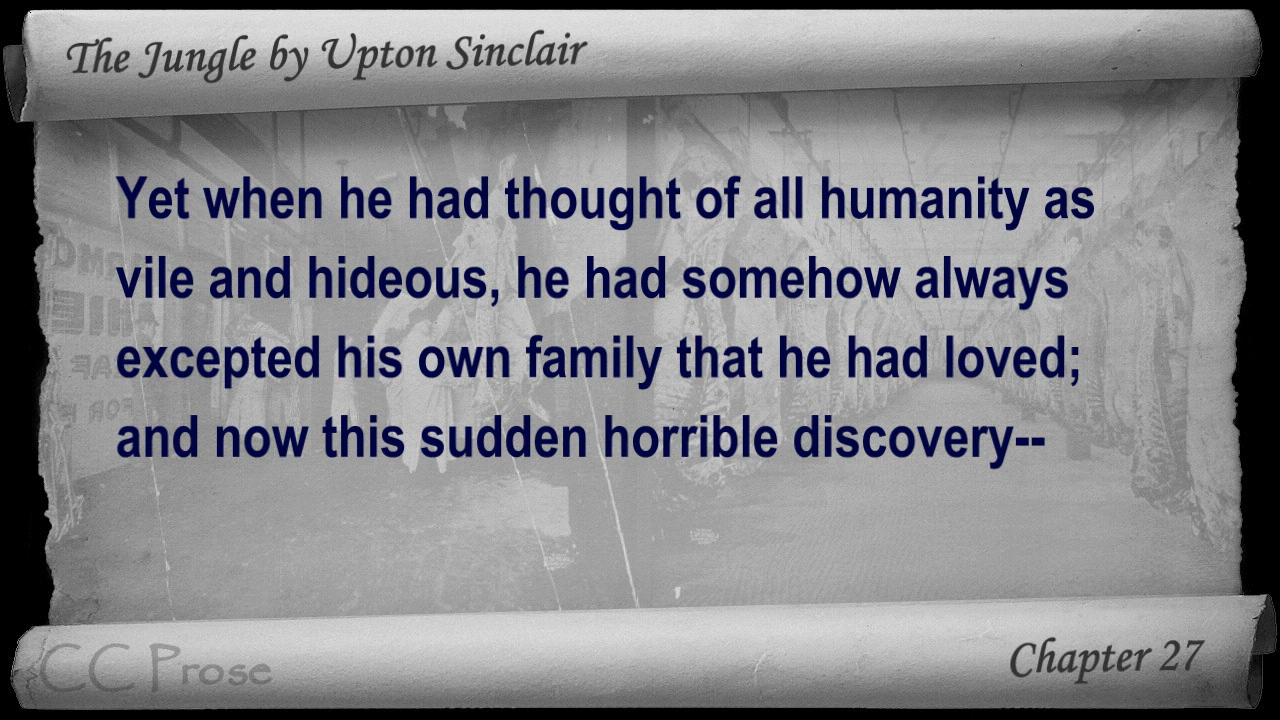 The Jungle by Upton Sinclair
Yet when he had thought of all humanity as
vile and hideous, he had somehow always
excepted his own family that he had loved;
and now this sudden horrible discovery--
CC Prose
Chapter 27